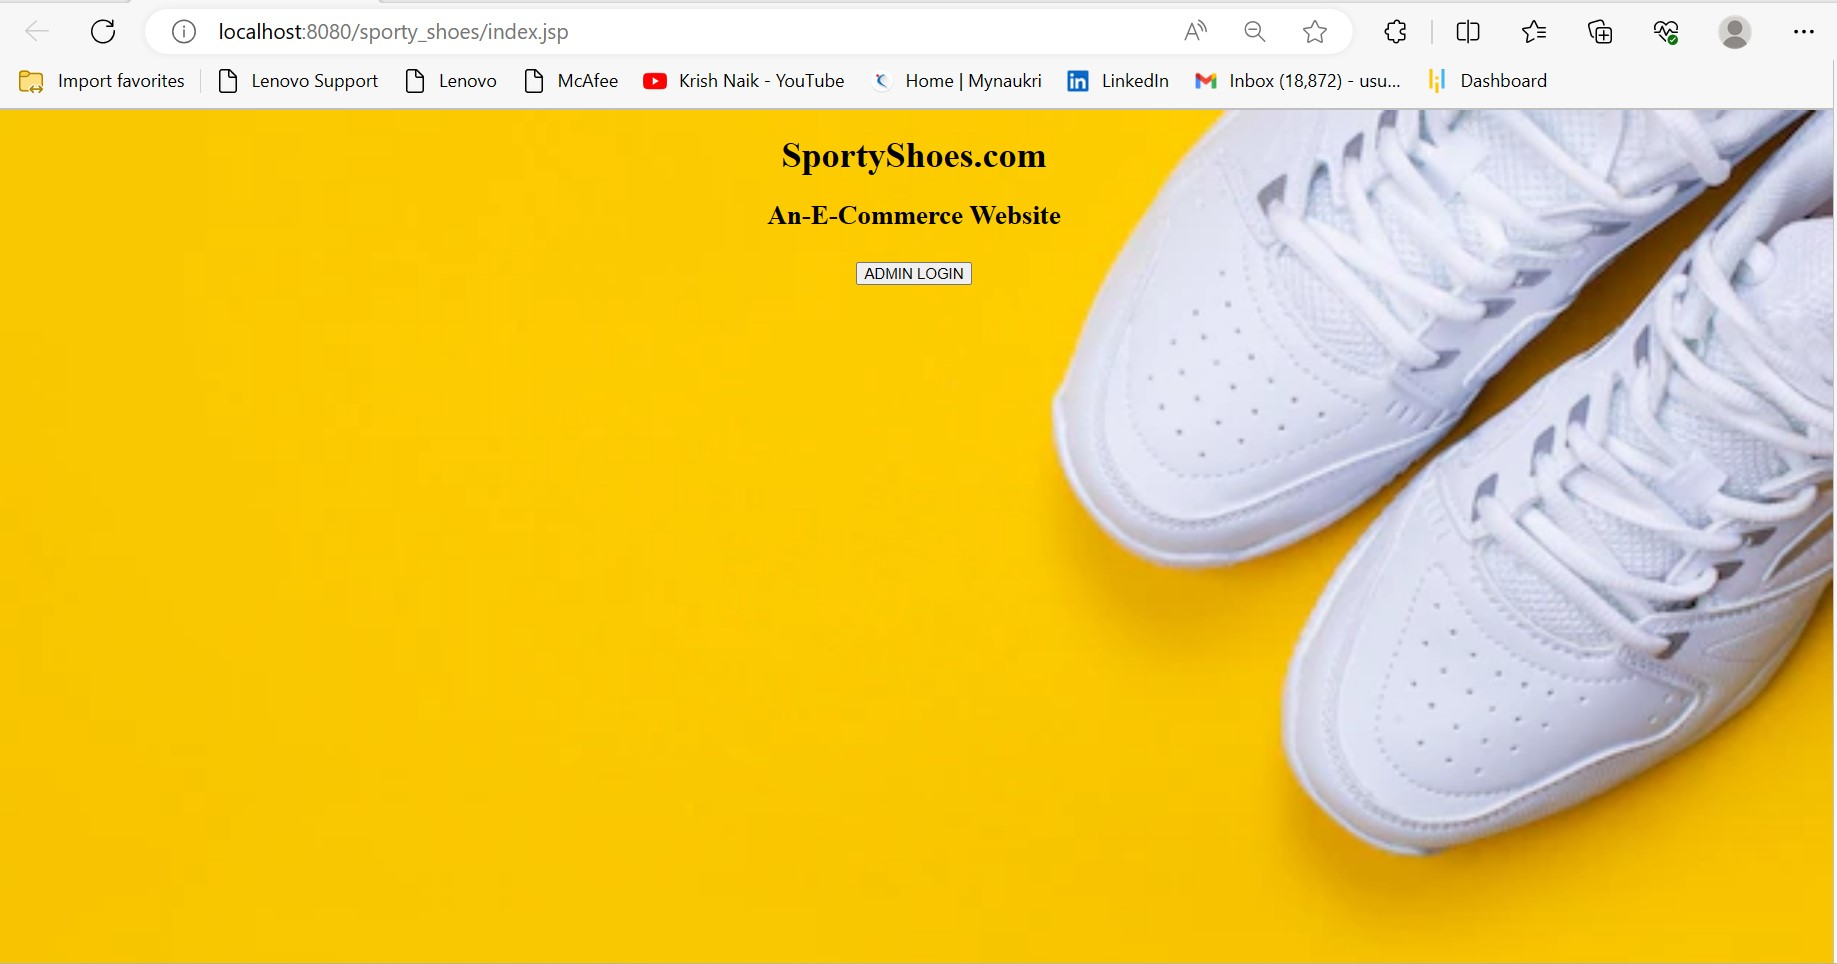 localhost:8080/sporty_shoes/index.jsp
Import favorites Lenovo Support Lenovo McAfee Krish Naik - YouTube Home | Mynaukri LinkedIn Inbox (18,872) - usu... Dashboard
SportyShoes.com
An-E-Commerce Website
ADMIN LOGIN